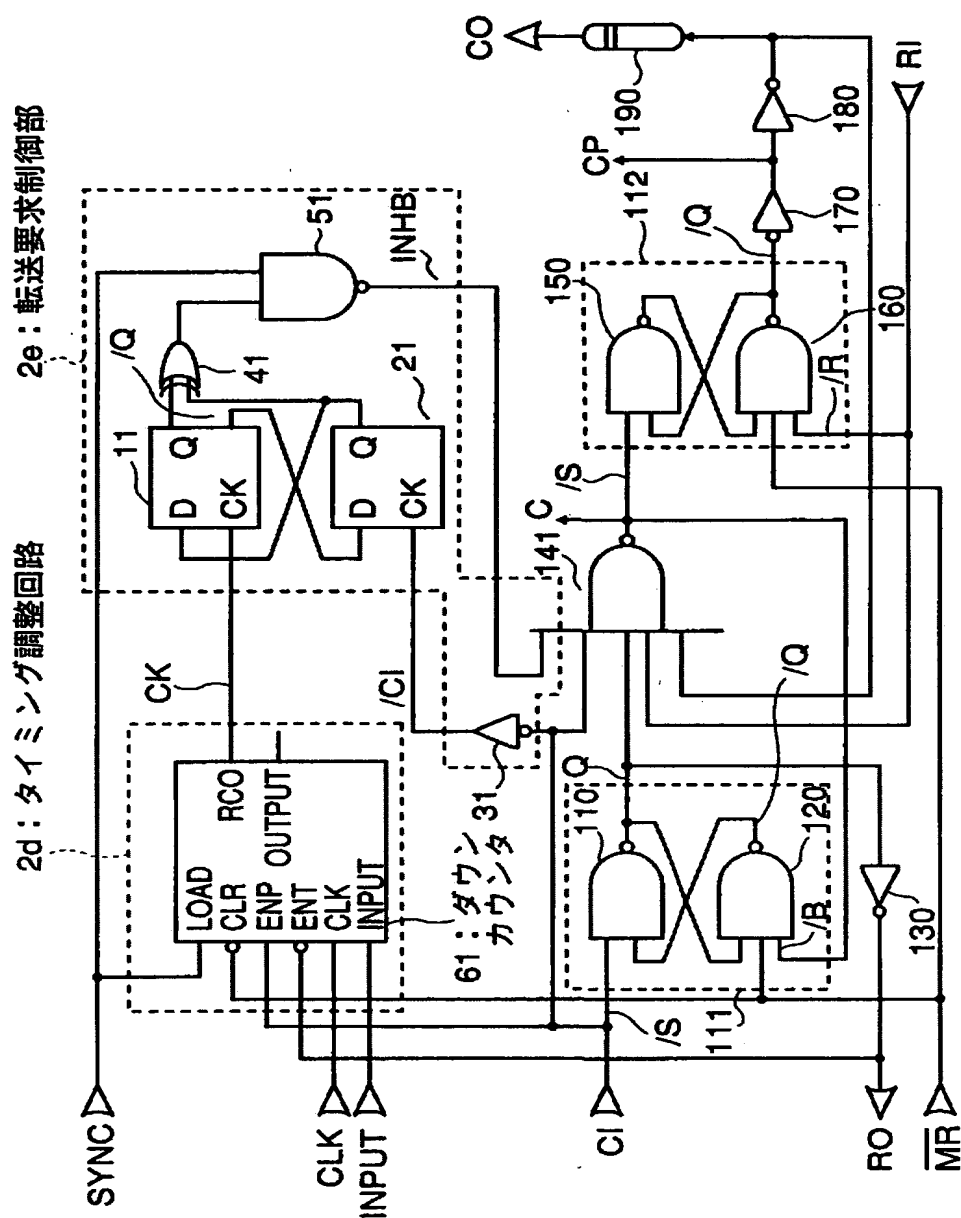 2d：タイミング調整回路
2e：転送要求制御部
SYNC
CLK
INPUT
CI
RO
MR
LOAD
CLR
ENP
ENT
CLK
INPUT
RCO
OUTPUT
61：ダウン
カウンタ
CK
/CI
31
11
D
Q
CK
/Q
21
D
Q
CK
41
51
INHB
/S
111
110
120
/B
Q
/Q
130
141
C
/S
150
160
/R
112
/Q
170
CP
180
190
CO
RI